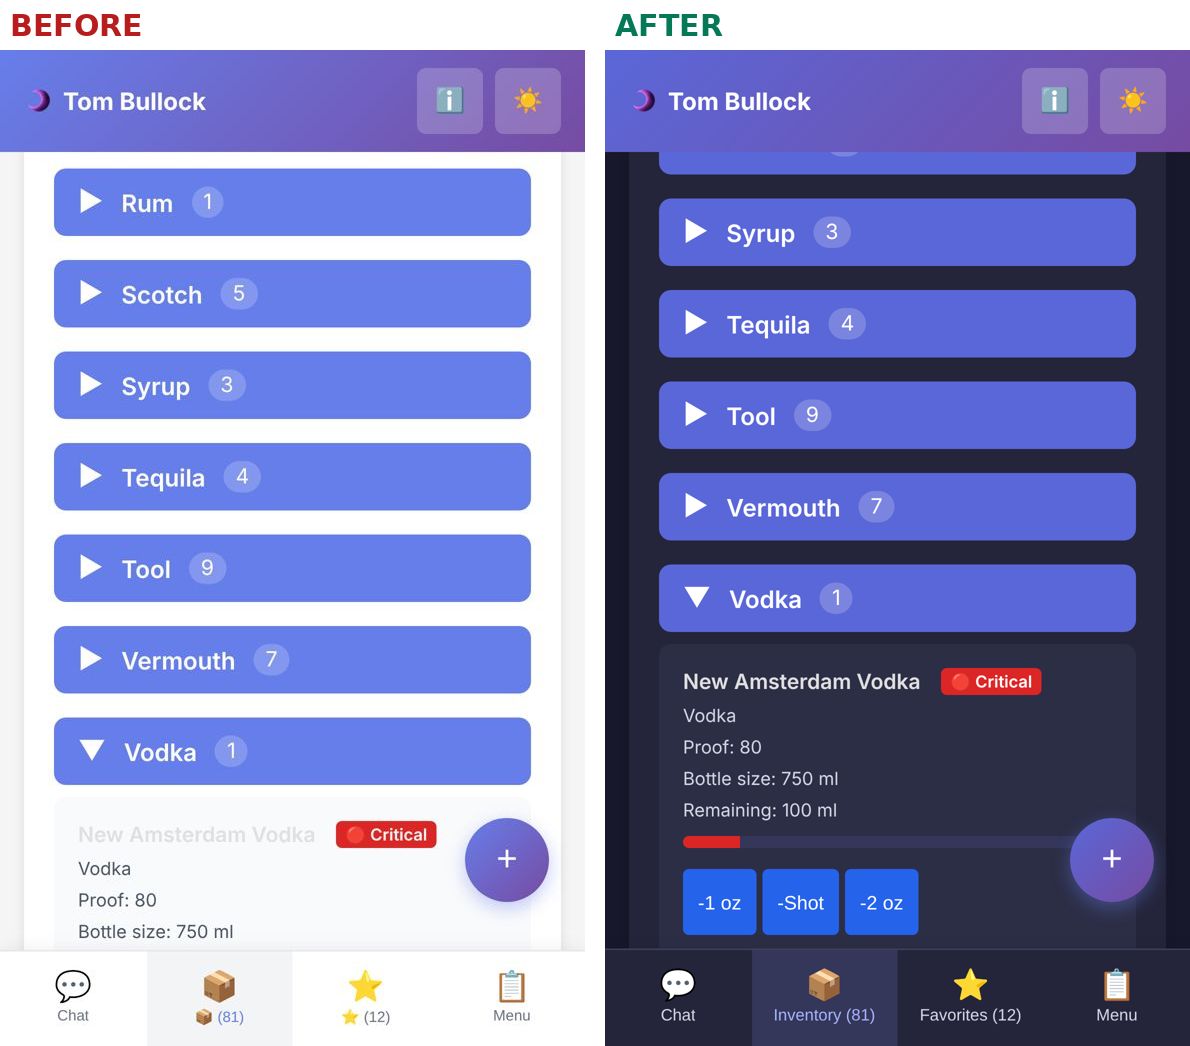 BEFORE
Tom Bullock
Rum 1
Scotch 5
Syrup 3
Tequila 4
Tool 9
Vermouth 7
Vodka 1
New Amsterdam Vodka Critical
Vodka
Proof: 80
Bottle size: 750 ml
+
Chat
(81)
(12)
Menu
AFTER
Tom Bullock
Syrup 3
Tequila 4
Tool 9
Vermouth 7
Vodka 1
New Amsterdam Vodka Critical
Vodka
Proof: 80
Bottle size: 750 ml
Remaining: 100 ml
+
-1 oz
-Shot
-2 oz
Chat
Inventory (81)
Favorites (12)
Menu